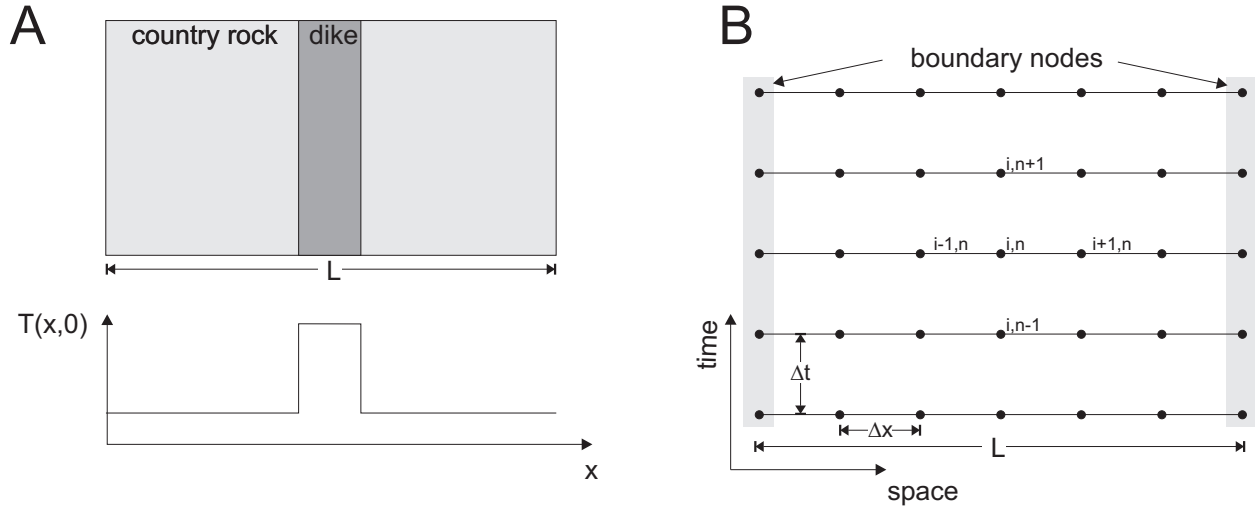 A
country rock
dike
L
T(x,0)
x
B
boundary nodes
i,n+1
i-1,n
i,n
i+1,n
i,n-1
time
Δt
Δx
L
space